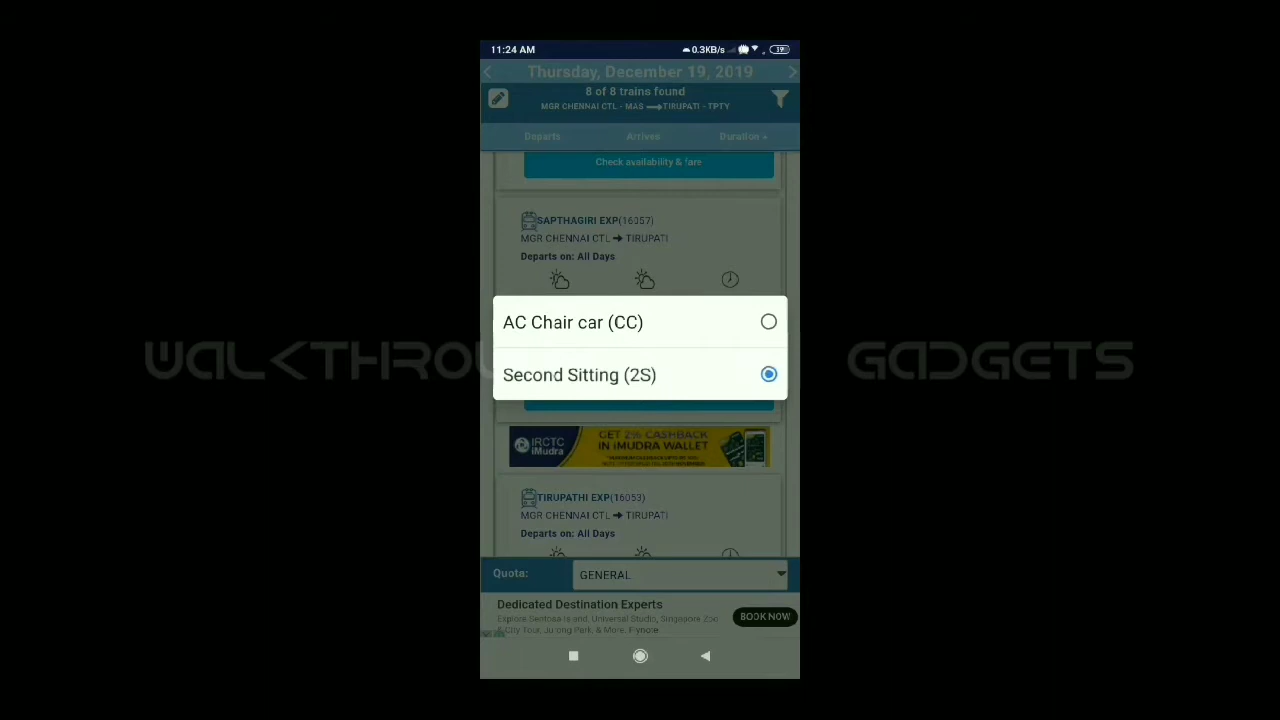 11:24 AM
0.3KB/s
39
Thursday, December 19, 2019
8 of 8 trains found
MGR CHENNAI CTL - MAS TIRUPATI - TPTY
Departs Arrives Duration
Check availability & fare
SAPTHAGIRI EXP(16057)
MGR CHENNAI CTL TIRUPATI
Departs on: All Days
AC Chair car (CC)
WALKTHROU GADGETS
Second Sitting (2S)
IRCTC
iMudra
GET 2% CASHBACK
IN IMUDRA WALLET
TIRUPATHI EXP(16053)
MGR CHENNAI CTL TIRUPATI
Departs on: All Days
Quota: GENERAL
Dedicated Destination Experts
Explore Sentosa Island, Universal Studio, Singapore Zoo
& City Tour, Jurong Park, & More. Flynote
BOOK NOW